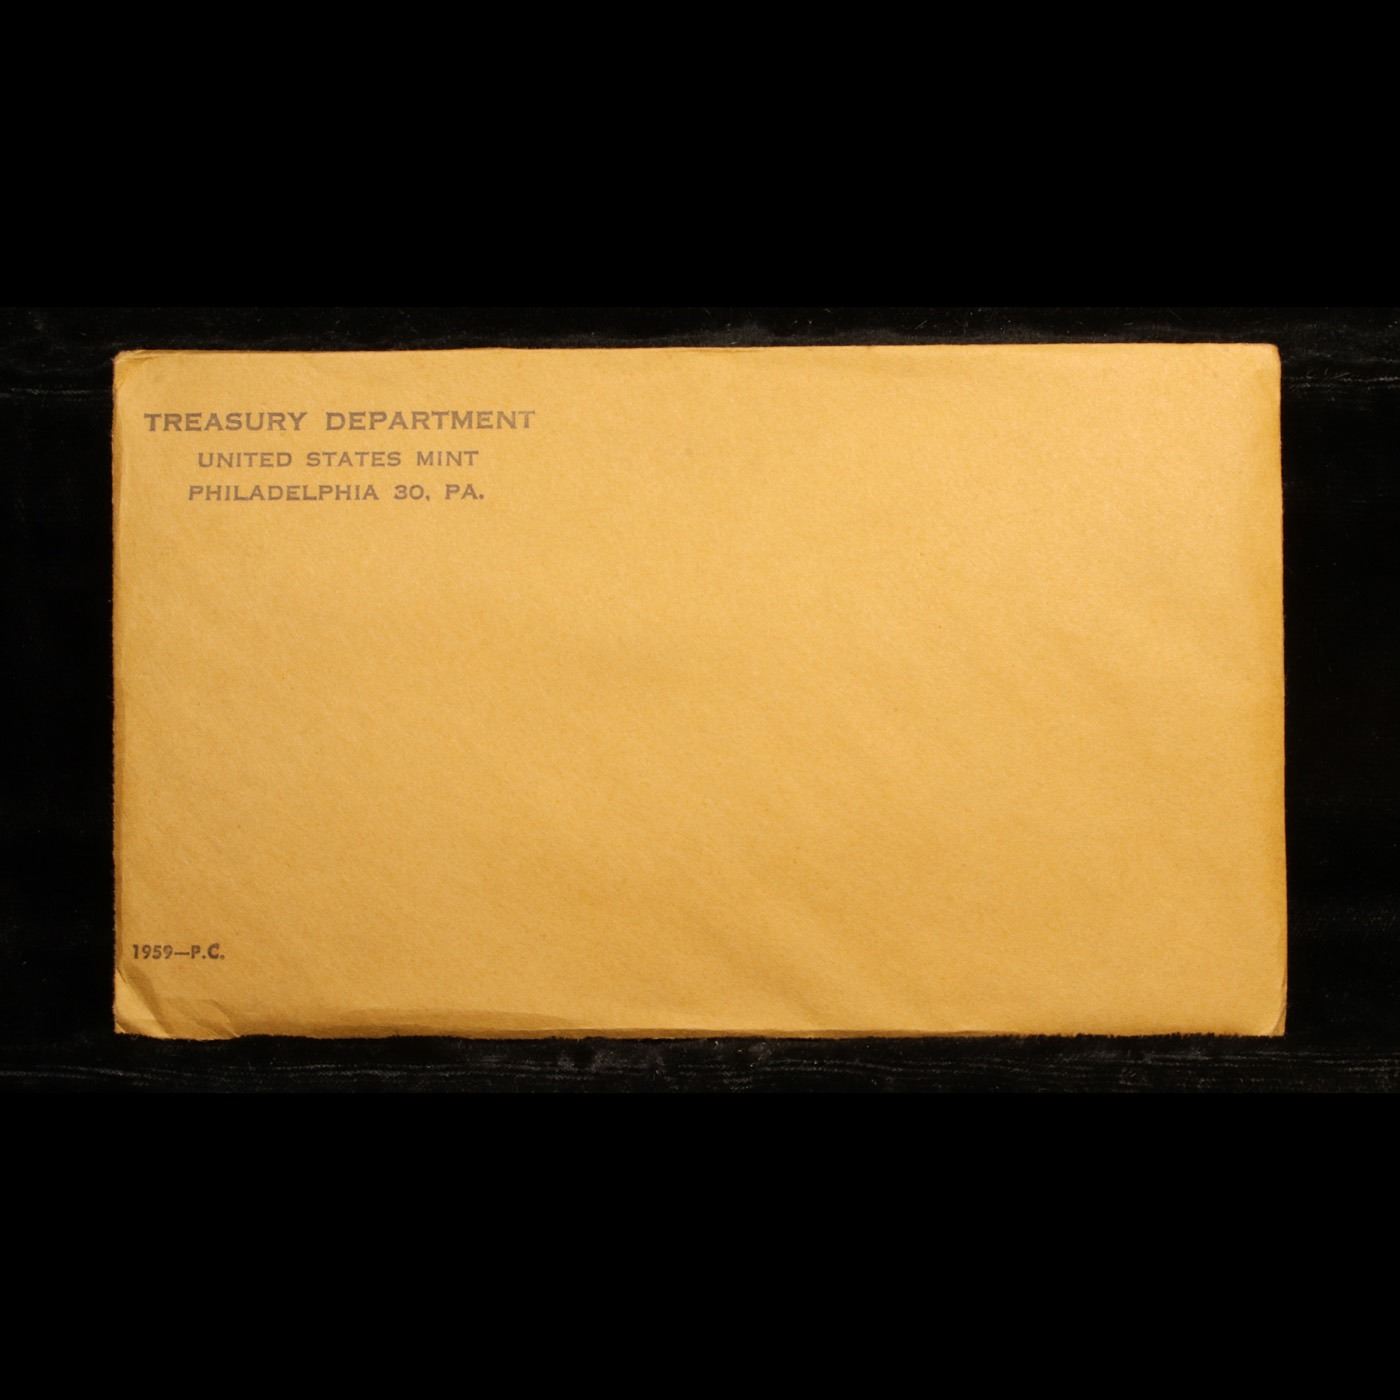 TREASURY DEPARTMENT
UNITED STATES MINT
PHILADELPHIA 30, PA.
1959—P.C.